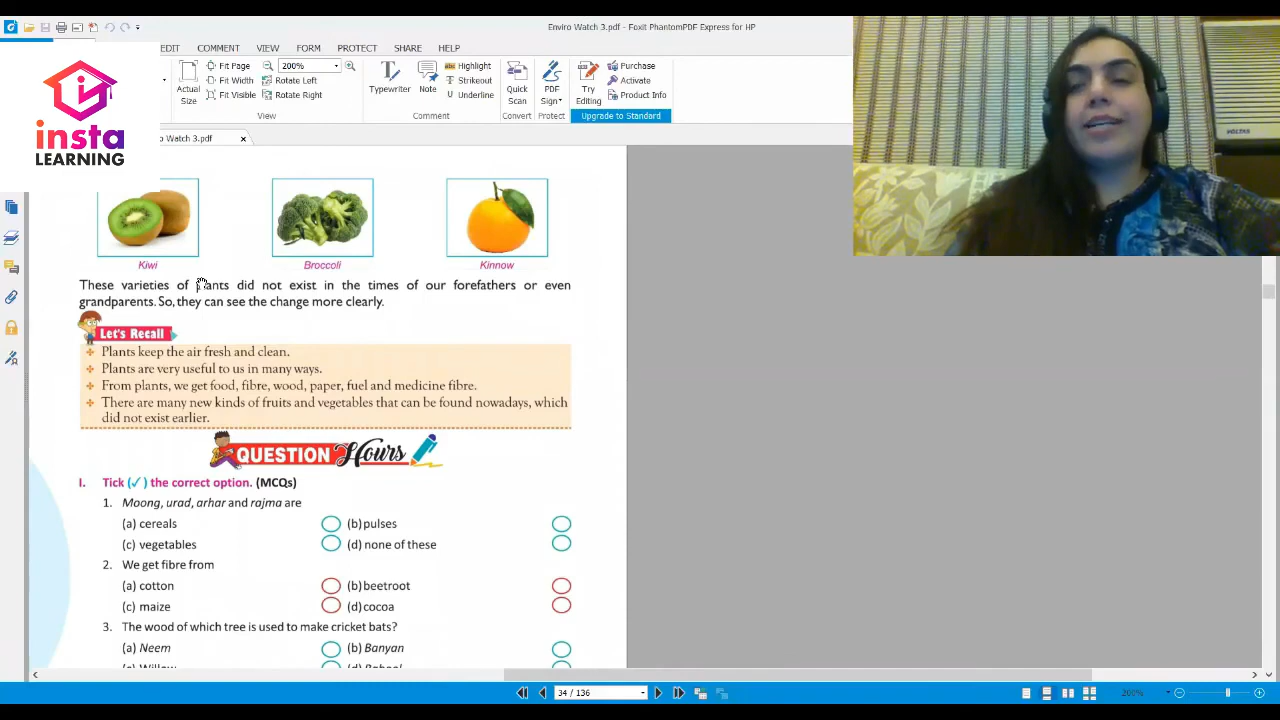 Enviro Watch 3.pdf - Foxit PhantomPDF Express for HP
EDIT COMMENT VIEW FORM PROTECT SHARE HELP
Fit Page 200% Highlight Purchase
Fit Width Rotate Left Strikeout Activate
Fit Visible Rotate Right Underline Product Info
Actual Size Typewriter Note Quick Scan PDF Sign Try Editing
View Comment Convert Protect Upgrade to Standard
insta
LEARNING
Watch 3.pdf
VOLTAS
Kiwi Broccoli Kinnow
These varieties of plants did not exist in the times of our forefathers or even
grandparents. So, they can see the change more clearly.
Let's Recall
Plants keep the air fresh and clean.
Plants are very useful to us in many ways.
From plants, we get food, fibre, wood, paper, fuel and medicine fibre.
There are many new kinds of fruits and vegetables that can be found nowadays, which
did not exist earlier.
QUESTION Hours
I. Tick (✓) the correct option. (MCQs)
1. Moong, urad, arhar and rajma are
(a) cereals (b) pulses
(c) vegetables (d) none of these
2. We get fibre from
(a) cotton (b) beetroot
(c) maize (d) cocoa
3. The wood of which tree is used to make cricket bats?
(a) Neem (b) Banyan
(c) Willow (d) Babool
34 / 136 200%